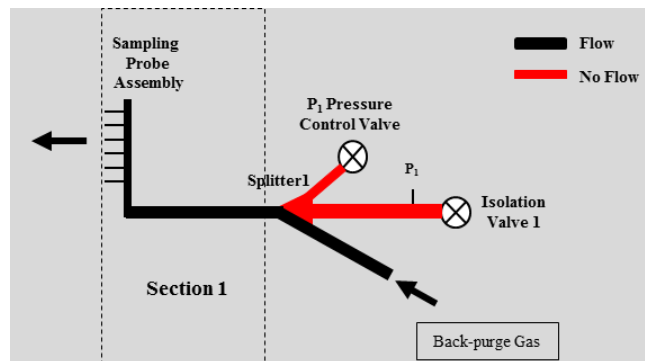 Sampling
Probe
Assembly
Flow
No Flow
P₁ Pressure
Control Valve
Splitter1
P₁
Isolation
Valve 1
Section 1
Back-purge Gas